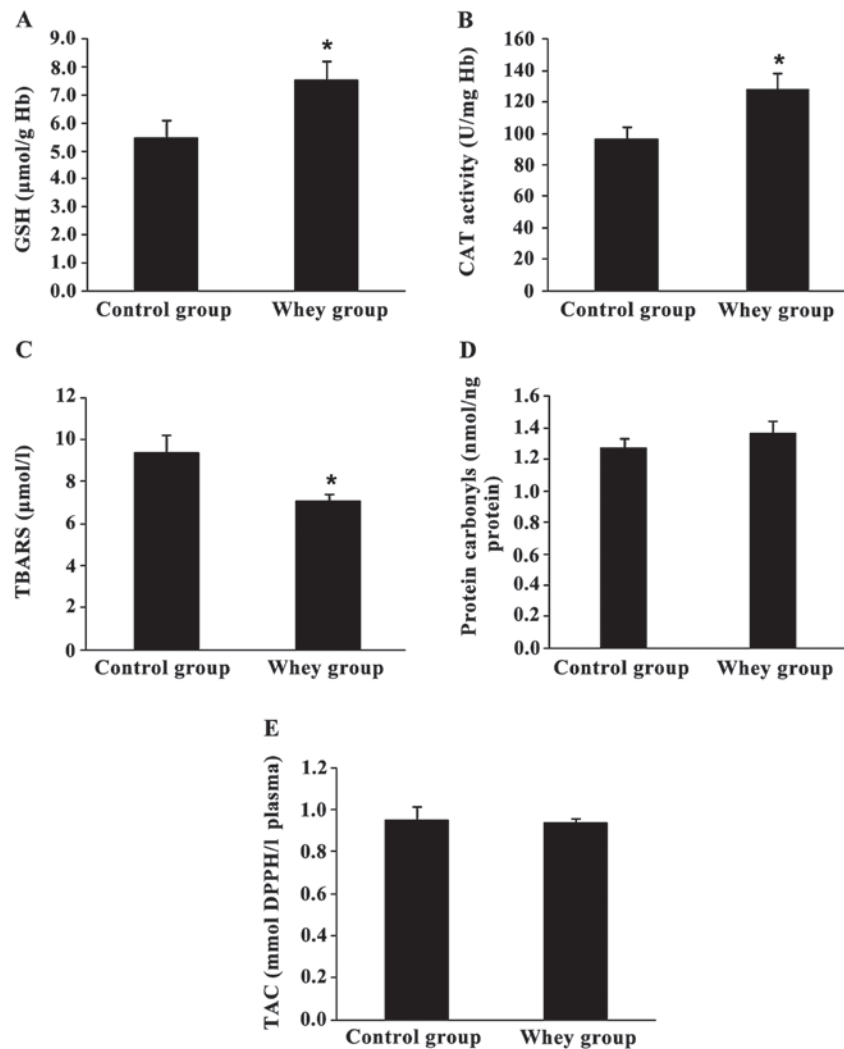 A
GSH (µmol/g Hb)
9.0
8.0
7.0
6.0
5.0
4.0
3.0
2.0
1.0
0.0
*
Control group
Whey group
B
CAT activity (U/mg Hb)
160
140
120
100
80
60
40
20
0
*
Control group
Whey group
C
TBARS (µmol/l)
12
10
8
6
4
2
0
*
Control group
Whey group
D
Protein carbonyls (nmol/ng
protein)
1.6
1.4
1.2
1.0
0.8
0.6
0.4
0.2
0.0
Control group
Whey group
E
TAC (mmol DPPH/l plasma)
1.2
1.0
0.8
0.6
0.4
0.2
0.0
Control group
Whey group